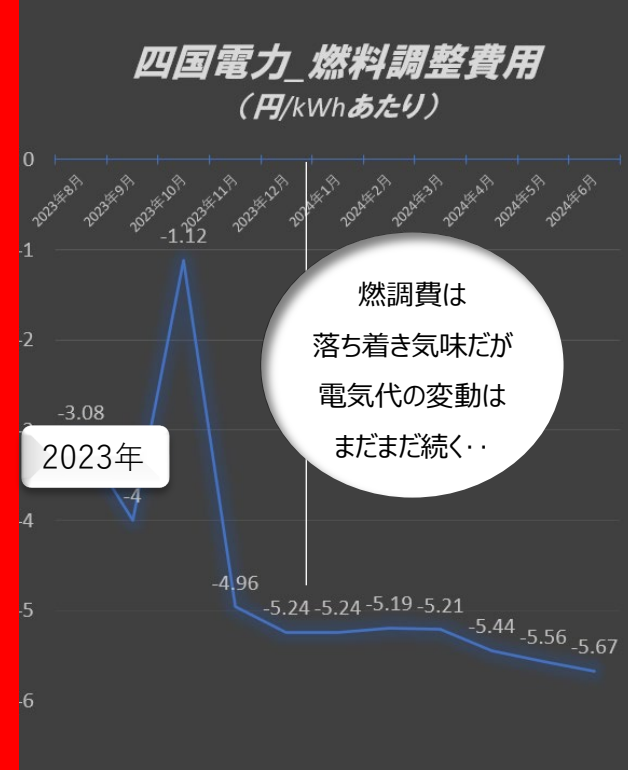 四国電力_燃料調整費用
（円/kWhあたり）
0
2023年8月
2023年9月
2023年10月
2023年11月
2023年12月
2024年1月
2024年2月
2024年3月
2024年4月
2024年5月
2024年6月
-1.12
-1
燃調費は
落ち着き気味だが
電気代の変動は
まだまだ続く‥
-2
-3.08
2023年
-4
-4
-4.96
-5.24
-5.24
-5.19
-5.21
-5.44
-5.56
-5.67
-5
-6